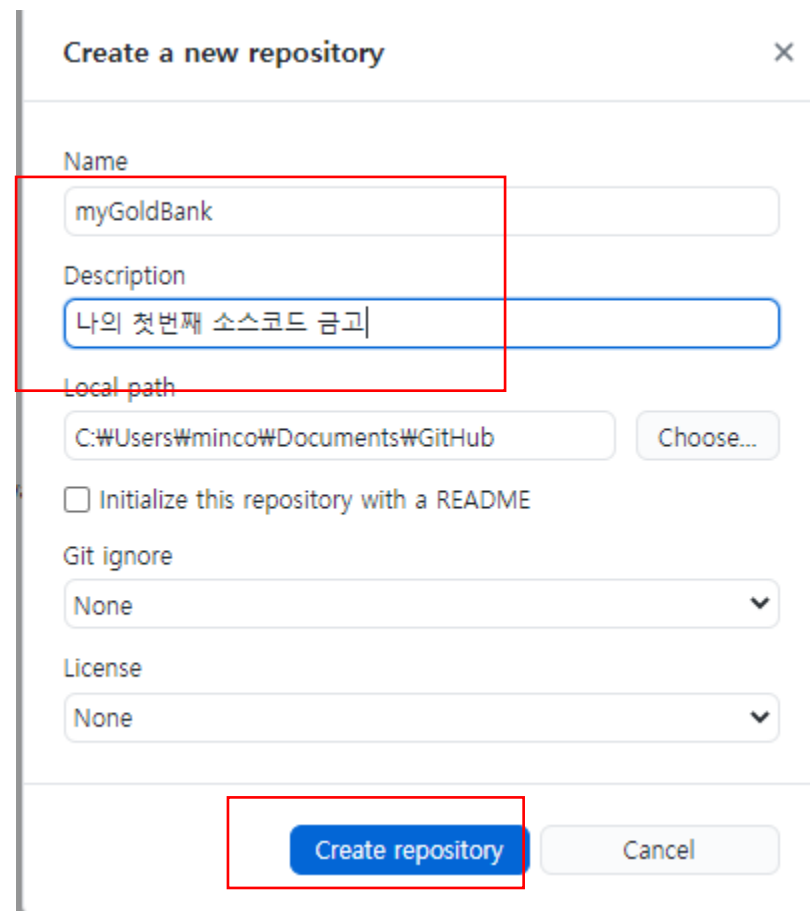 Create a new repository
Name
myGoldBank
Description
나의 첫번째 소스코드 금고
Local path
C:₩Users₩minco₩Documents₩GitHub
Choose...
Initialize this repository with a README
Git ignore
None
License
None
Create repository
Cancel